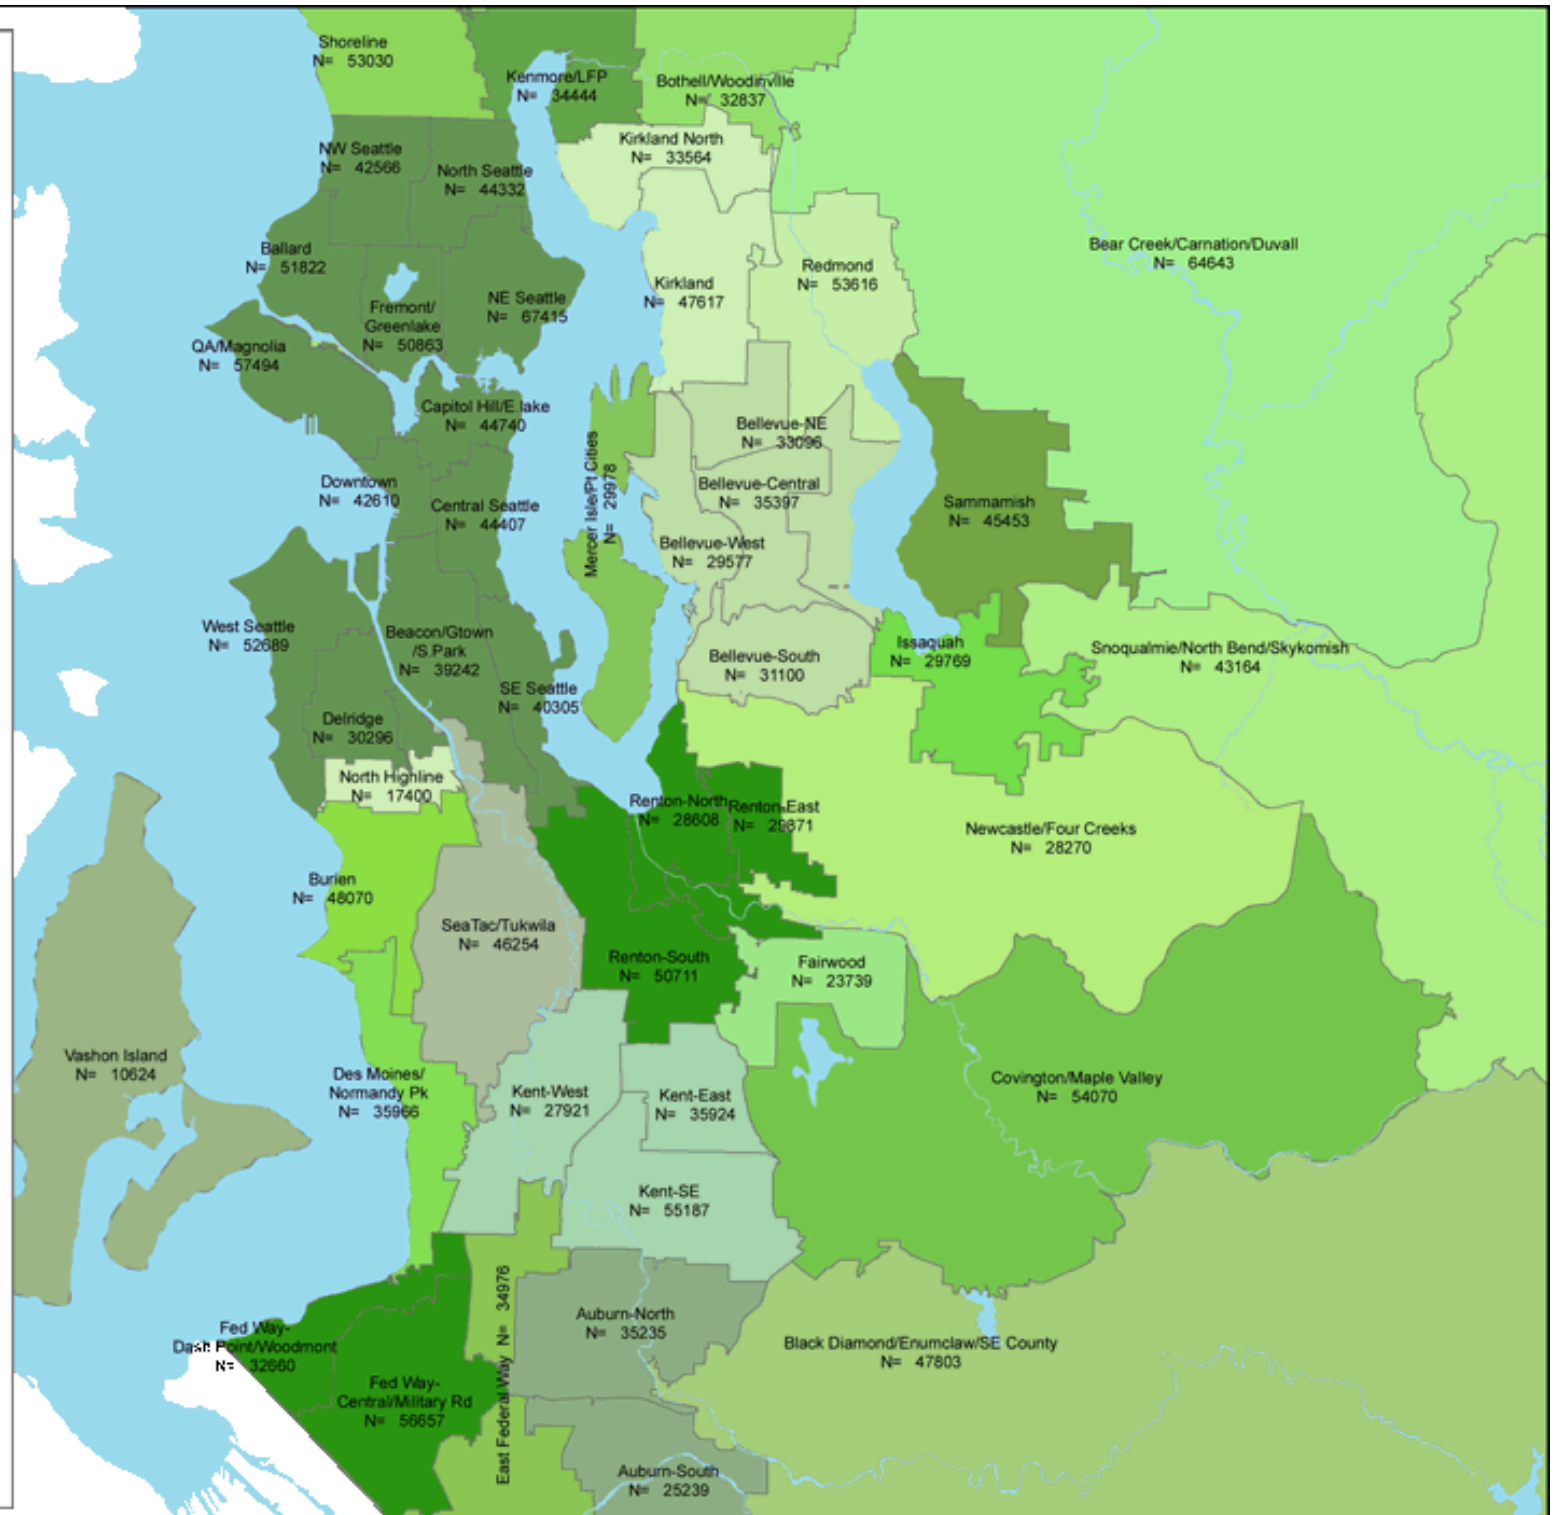 Shoreline
N= 53030
Kenmore/LFP
N= 34444
Bothell/Woodinville
N= 32837
Kirkland North
N= 33564
NW Seattle
N= 42566
North Seattle
N= 44332
Ballard
N= 51822
Fremont/
Greenlake
N= 50863
NE Seattle
N= 67415
Kirkland
N= 47617
Redmond
N= 53616
Bear Creek/Carnation/Duvall
N= 64643
QA/Magnolia
N= 57494
Capitol Hill/E.lake
N= 44740
Bellevue-NE
N= 33096
Downtown
N= 42610
Central Seattle
N= 44407
Mercer Isle/Pt Cities
N= 29978
Bellevue-Central
N= 35397
Sammamish
N= 45453
Bellevue-West
N= 29577
West Seattle
N= 52689
Beacon/Gtown
/S.Park
N= 39242
SE Seattle
N= 40305
Bellevue-South
N= 31100
Issaquah
N= 29769
Snoqualmie/North Bend/Skykomish
N= 43164
Delridge
N= 30296
North Highline
N= 17400
Renton-North
N= 28608
Renton-East
N= 29871
Newcastle/Four Creeks
N= 28270
Burien
N= 48070
SeaTac/Tukwila
N= 46254
Renton-South
N= 50711
Fairwood
N= 23739
Vashon Island
N= 10624
Des Moines/
Normandy Pk
N= 35966
Kent-West
N= 27921
Kent-East
N= 35924
Covington/Maple Valley
N= 54070
Kent-SE
N= 55187
Fed Way-
Dash Point/Woodmont
N= 32660
Fed Way-
Central/Military Rd
N= 56657
East Federal Way N= 34976
Auburn-North
N= 35235
Black Diamond/Enumclaw/SE County
N= 47803
Auburn-South
N= 25239